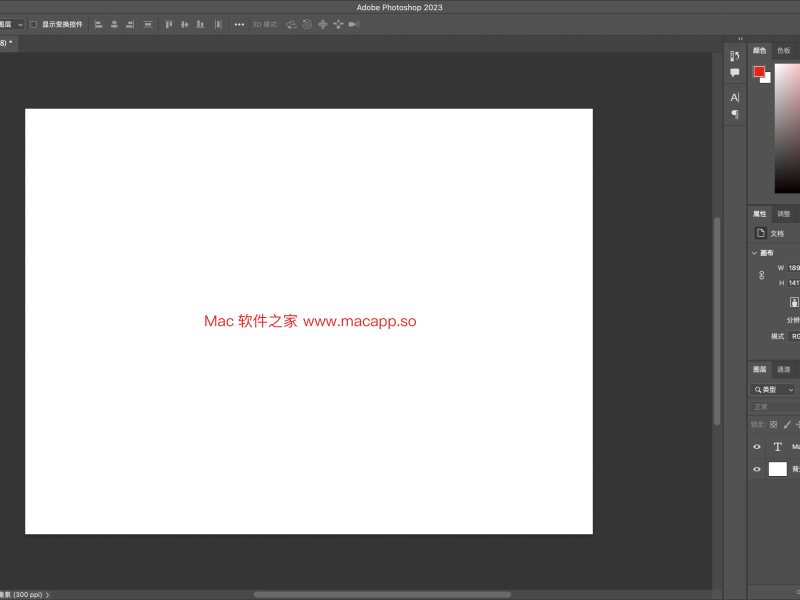 Adobe Photoshop 2023
图层
显示变换控件
3D 模式:
8) *
颜色 色板
A|
属性 调整
文档
画布
W 189
H 141
分辨
模式 RG
Mac 软件之家 www.macapp.so
图层 通道
类型
正常
锁定:
T Ma
背
像素 (300 ppi)